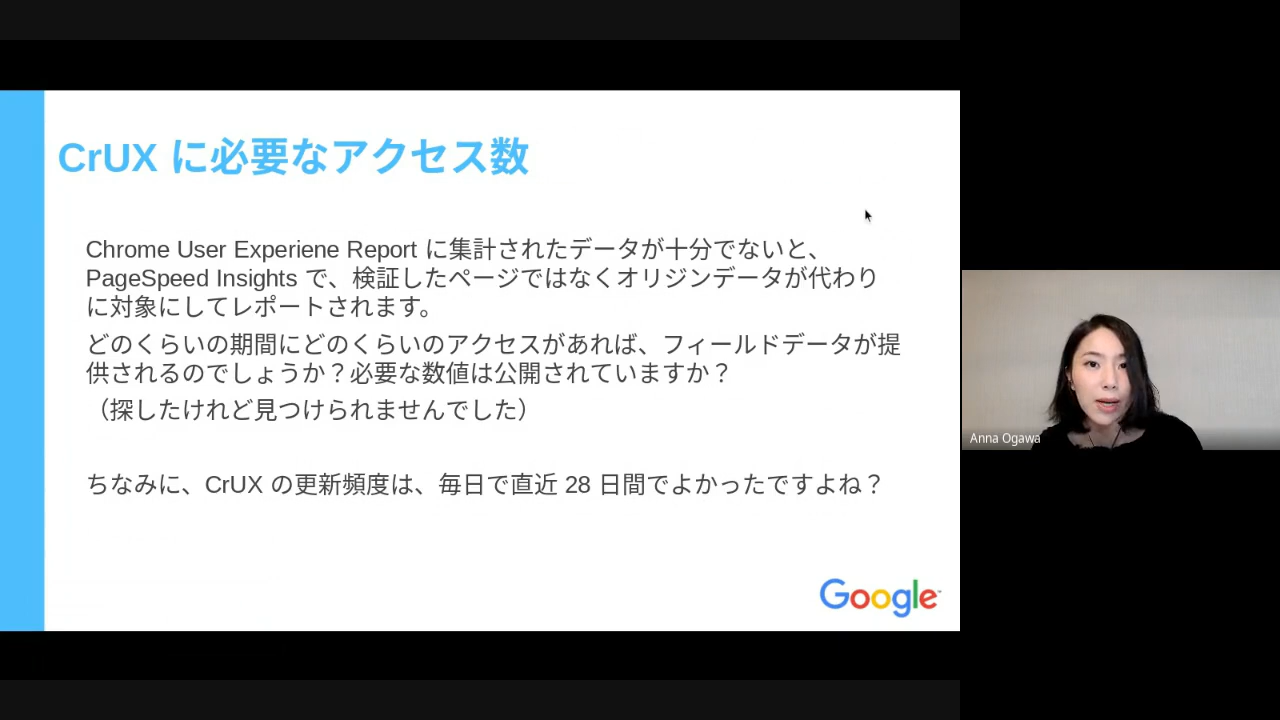 CrUX に必要なアクセス数
Chrome User Experiene Report に集計されたデータが十分でないと、
PageSpeed Insights で、検証したページではなくオリジンデータが代わり
に対象にしてレポートされます。
どのくらいの期間にどのくらいのアクセスがあれば、フィールドデータが提
供されるのでしょうか？必要な数値は公開されていますか？
（探したけれど見つけられませんでした）
ちなみに、CrUX の更新頻度は、毎日で直近 28 日間でよかったですよね？
Google
Anna Ogawa